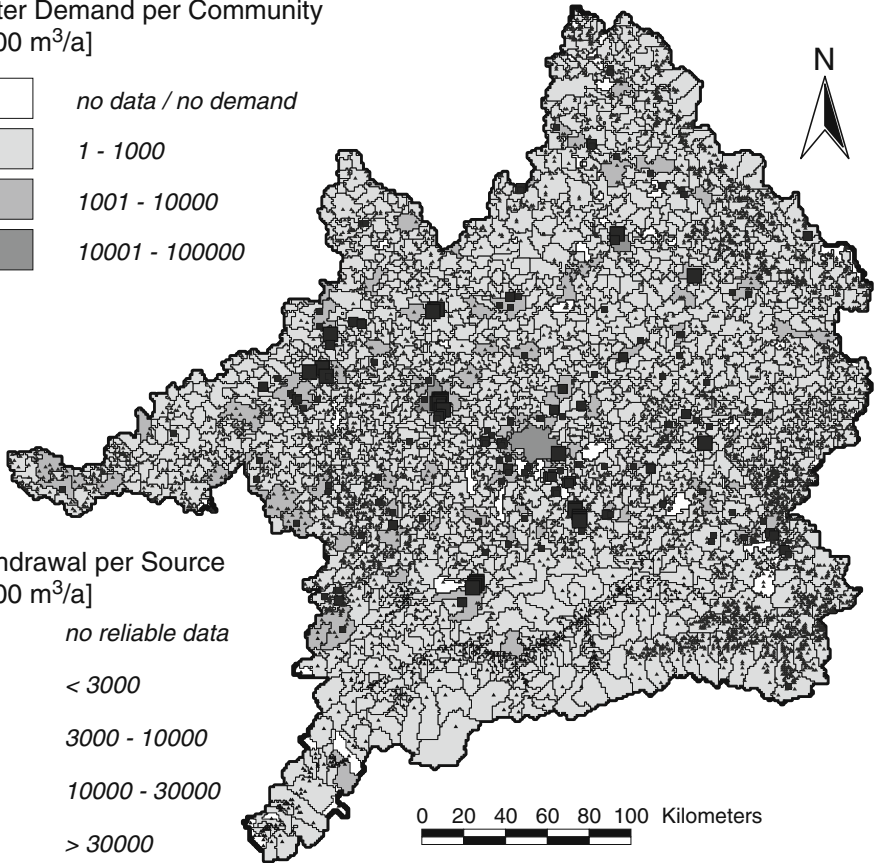 ter Demand per Community
00 m³/a]
no data / no demand
1 - 1000
1001 - 10000
10001 - 100000
N
hdrawal per Source
00 m³/a]
no reliable data
< 3000
3000 - 10000
10000 - 30000
> 30000
0 20 40 60 80 100 Kilometers